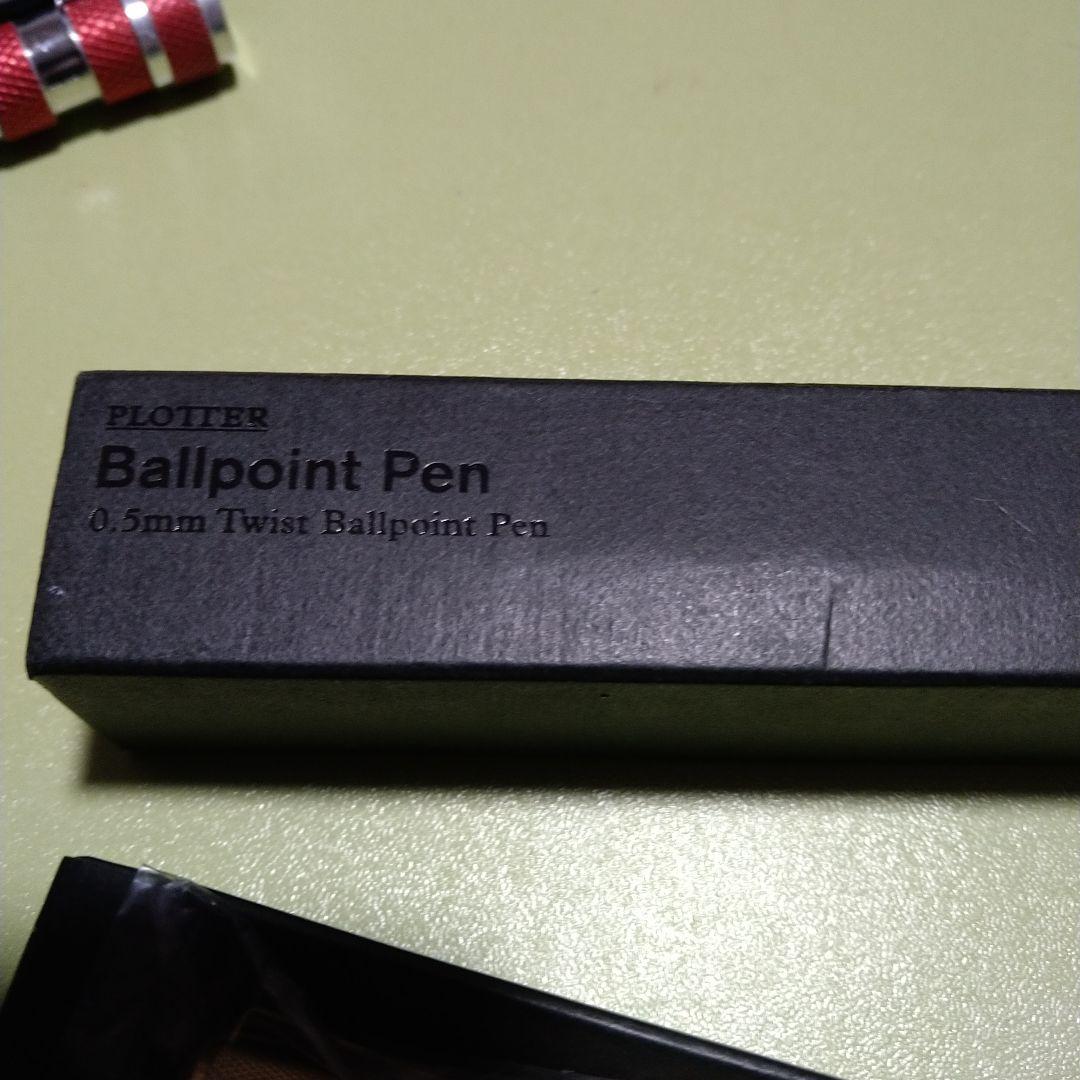 PLOTTER
Ballpoint Pen
0.5mm Twist Ballpoint Pen